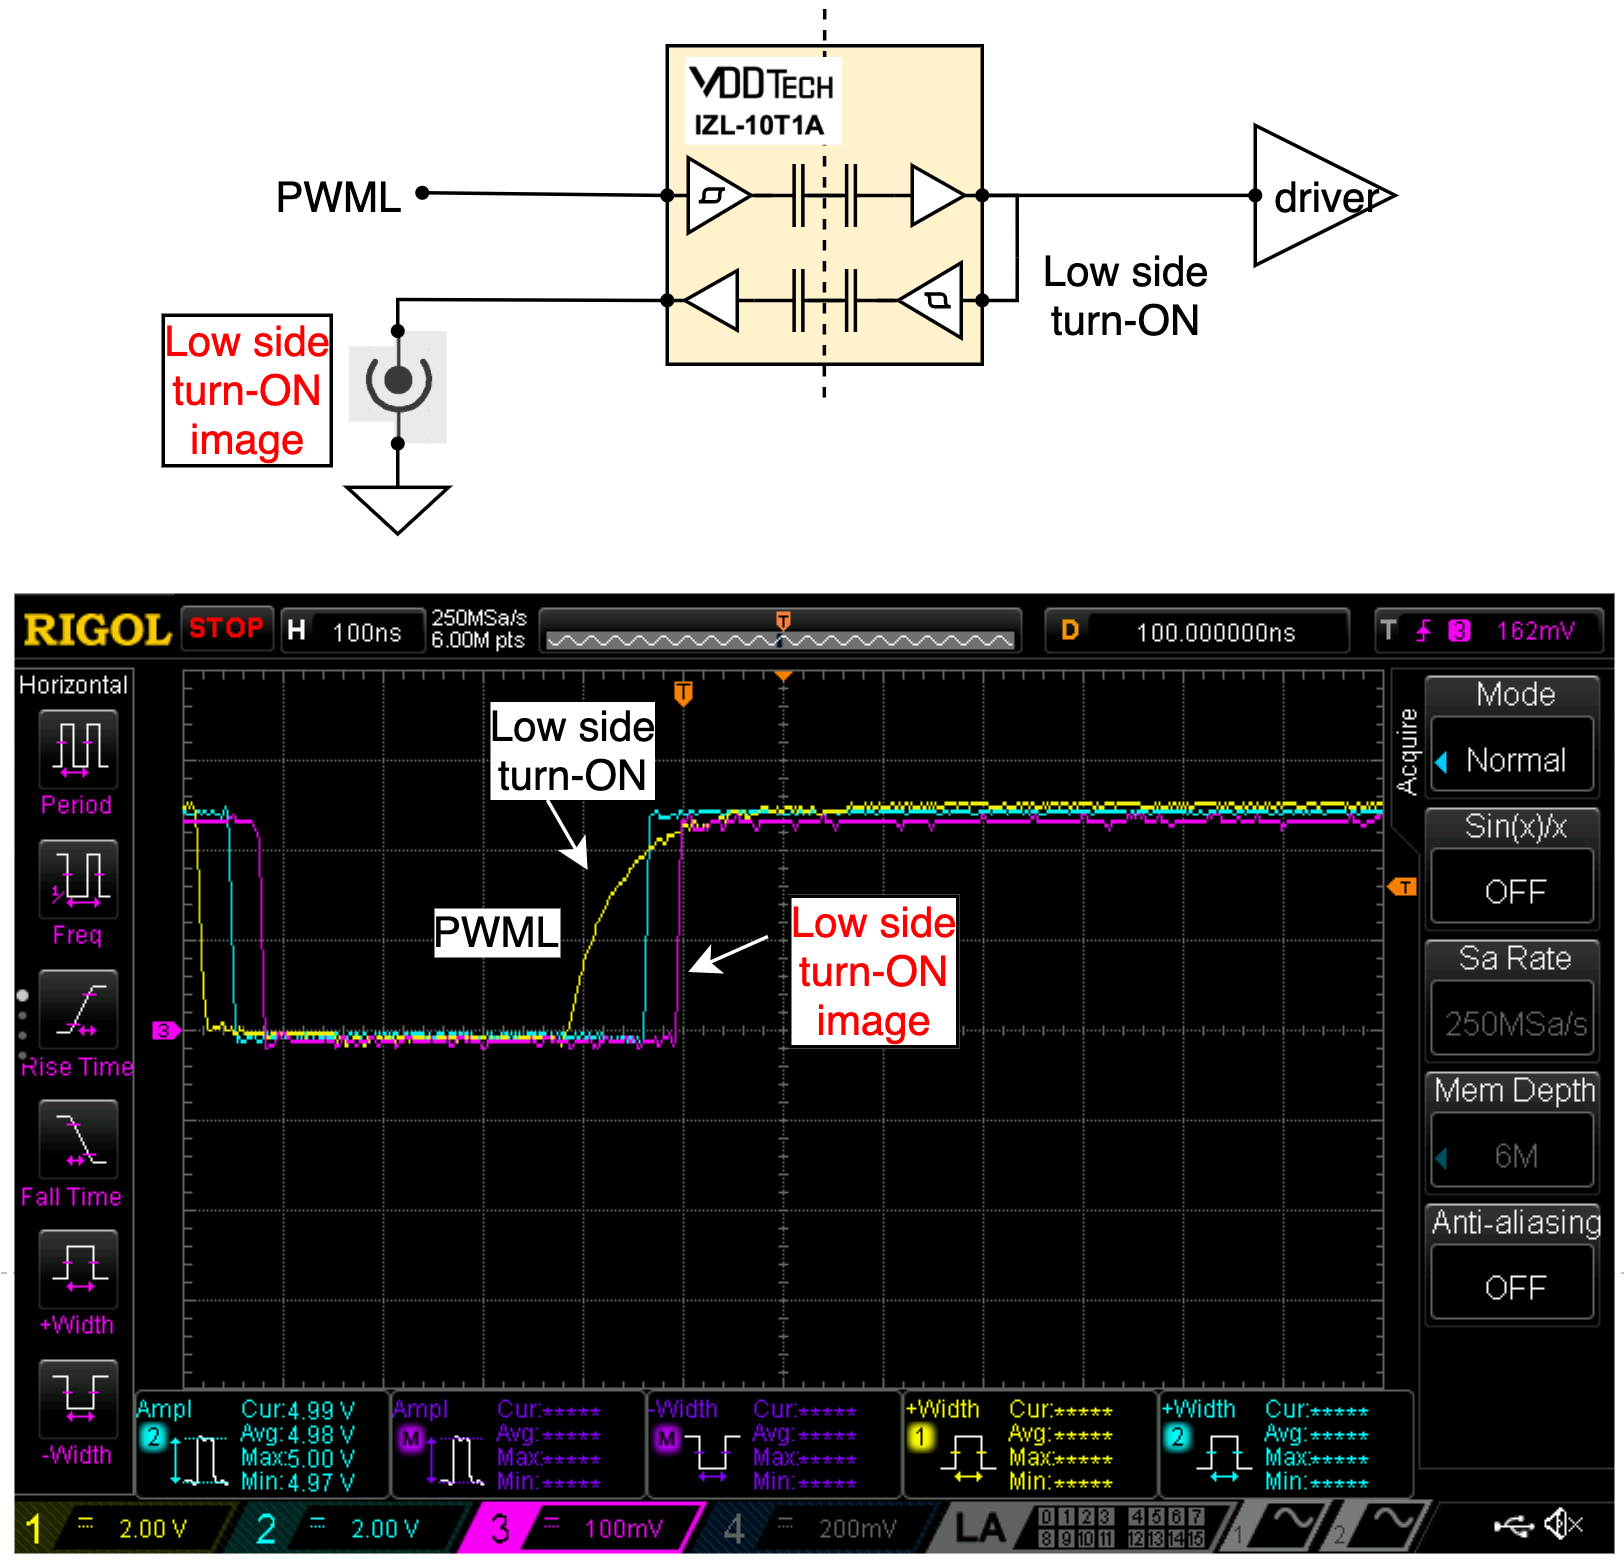 VDDTECH
IZL-10T1A
PWML
driver
Low side
turn-ON
Low side
turn-ON
image
RIGOL STOP H 100ns 250MSa/s 6.00M pts T D 100.000000ns T 3 162mV
Horizontal
Period
Freq
Rise Time
Fall Time
+Width
-Width
T
Low side
turn-ON
PWML
Low side
turn-ON
image
3
T
Acquire
Mode
Normal
Sin(x)/x
OFF
Sa Rate
250MSa/s
Mem Depth
6M
Anti-aliasing
OFF
Ampl
2
Cur:4.99 V
Avg:4.98 V
Max:5.00 V
Min:4.97 V
Ampl
M
Cur:*****
Avg:*****
Max:*****
Min:*****
-Width
M
Cur:*****
Avg:*****
Max:*****
Min:*****
+Width
1
Cur:*****
Avg:*****
Max:*****
Min:*****
+Width
2
Cur:*****
Avg:*****
Max:*****
Min:*****
1 2.00 V 2 2.00 V 3 100mV 4 200mV LA
0 1 2 3 4 5 6 7
8 9 10 11 12 13 14 15
1 2